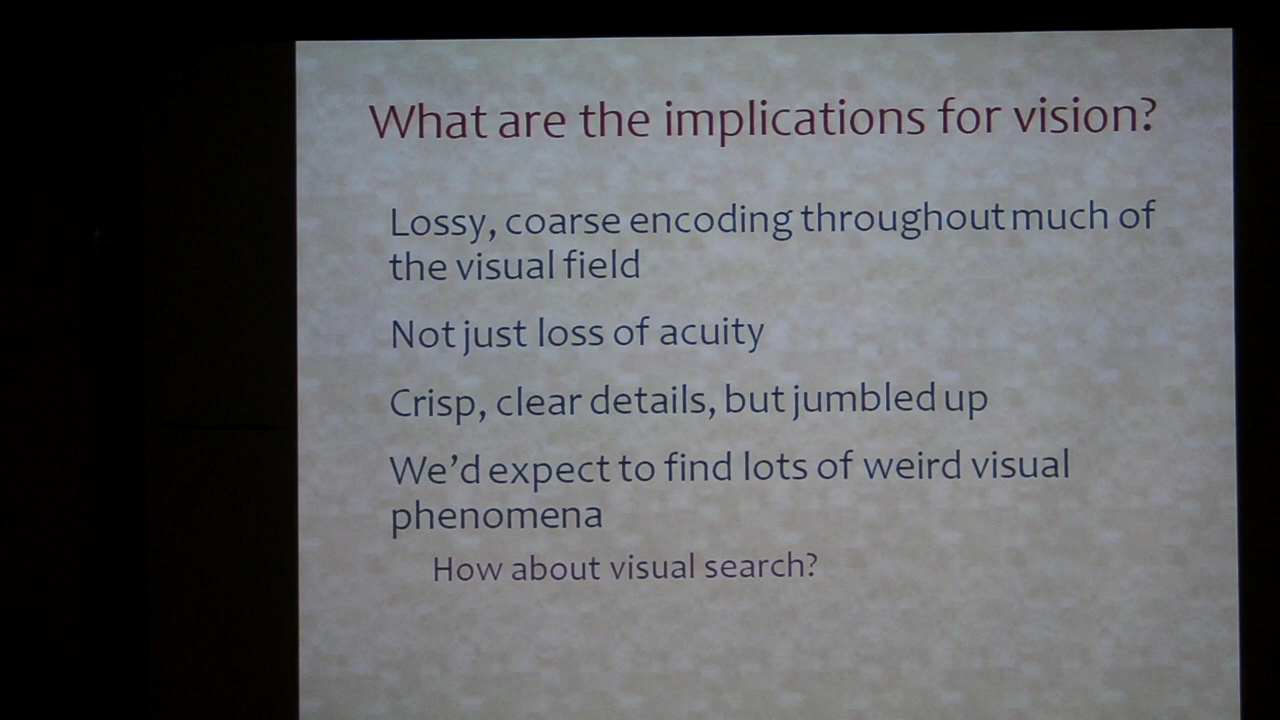 What are the implications for vision?
Lossy, coarse encoding throughout much of
the visual field
Not just loss of acuity
Crisp, clear details, but jumbled up
We'd expect to find lots of weird visual
phenomena
How about visual search?